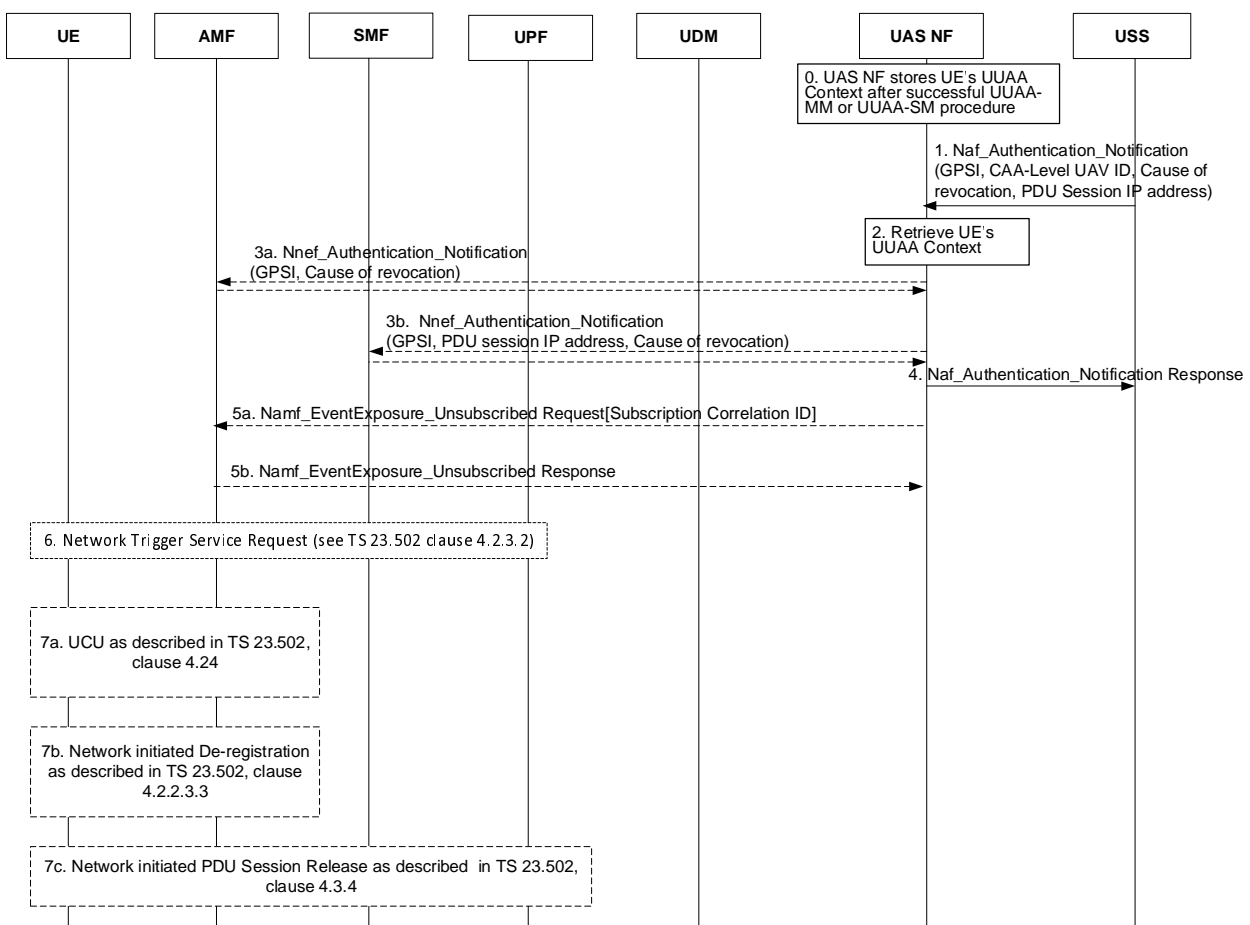 UE
AMF
SMF
UPF
UDM
UAS NF
USS
0. UAS NF stores UE's UUAA
Context after successful UUAA-
MM or UUAA-SM procedure
1. Naf_Authentication_Notification
(GPSI, CAA-Level UAV ID, Cause of
revocation, PDU Session IP address)
2. Retrieve UE's
UUAA Context
3a. Nnef_Authentication_Notification
(GPSI, Cause of revocation)
3b. Nnef_Authentication_Notification
(GPSI, PDU session IP address, Cause of revocation)
4. Naf_Authentication_Notification Response
5a. Namf_EventExposure_Unsubscribed Request[Subscription Correlation ID]
5b. Namf_EventExposure_Unsubscribed Response
6. Network Trigger Service Request (see TS 23.502 clause 4.2.3.2)
7a. UCU as described in TS 23.502,
clause 4.24
7b. Network initiated De-registration
as described in TS 23.502, clause
4.2.2.3.3
7c. Network initiated PDU Session Release as described in TS 23.502,
clause 4.3.4